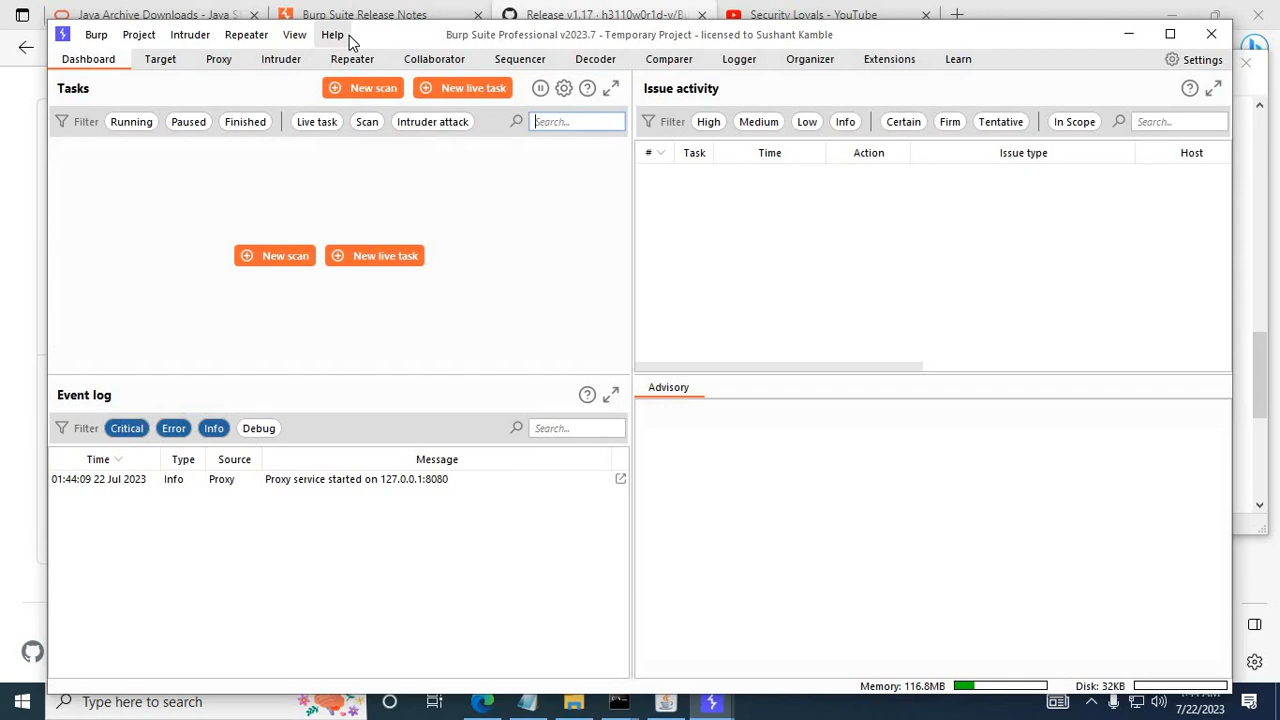 Java Archive Downloads - Java S
Burp Suite Release Notes
Release v1.17 · h3110w0r1d-y/Bu
Security Loyals - YouTube
Burp Project Intruder Repeater View Help
Burp Suite Professional v2023.7 - Temporary Project - licensed to Sushant Kamble
Dashboard Target Proxy Intruder Repeater Collaborator Sequencer Decoder Comparer Logger Organizer Extensions Learn Settings
Tasks New scan New live task
Filter Running Paused Finished Live task Scan Intruder attack Search...
New scan New live task
Issue activity
Filter High Medium Low Info Certain Firm Tentative In Scope Search...
# Task Time Action Issue type Host
Event log
Filter Critical Error Info Debug Search...
Time Type Source Message
01:44:09 22 Jul 2023 Info Proxy Proxy service started on 127.0.0.1:8080
Advisory
Memory: 116.8MB Disk: 32KB
Type here to search
7/22/2023